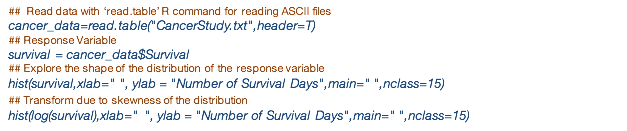 ##  Read data with ‘read.table’ R command for reading ASCII files
cancer_data=read.table("CancerStudy.txt",header=T)
## Response Variable
survival = cancer_data$Survival
## Explore the shape of the distribution of the response variable
hist(survival,xlab="  ", ylab = "Number of Survival Days",main=" ",nclass=15)
## Transform due to skewness of the distribution
hist(log(survival),xlab="  ", ylab = "Number of Survival Days",main=" ",nclass=15)